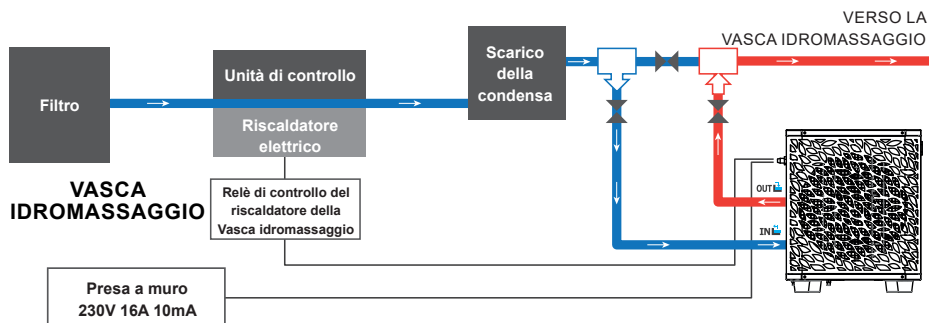 VERSO LA
VASCA IDROMASSAGGIO
Filtro
Unità di controllo
Riscaldatore
elettrico
Scarico
della
condensa
VASCA
IDROMASSAGGIO
Relè di controllo del
riscaldatore della
Vasca idromassaggio
OUT
IN
Presa a muro
230V 16A 10mA